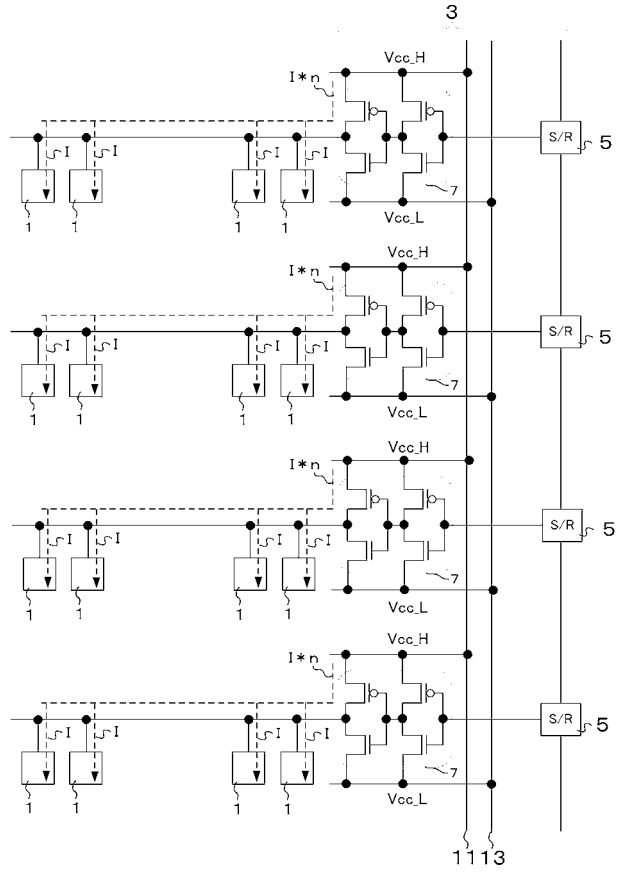 3
Vcc_H
I*n
S/R 5
I I I I
7
1 1 1 1
Vcc_L
Vcc_H
I*n
S/R 5
I I I I
7
1 1 1 1
Vcc_L
Vcc_H
I*n
S/R 5
I I I I
7
1 1 1 1
Vcc_L
Vcc_H
I*n
S/R 5
I I I I
7
1 1 1 1
Vcc_L
11 13